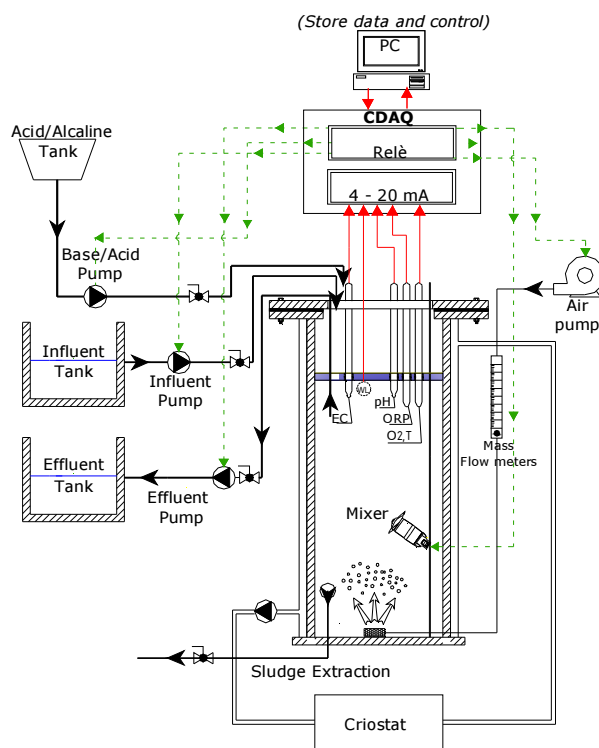 (Store data and control)
PC
CDAQ
Relè
4 - 20 mA
Acid/Alcaline
Tank
Base/Acid
Pump
Air
pump
Influent
Tank
Influent
Pump
WL
EC
pH
ORP
O2,T
Mass
Flow meters
Effluent
Tank
Effluent
Pump
Mixer
Sludge Extraction
Criostat